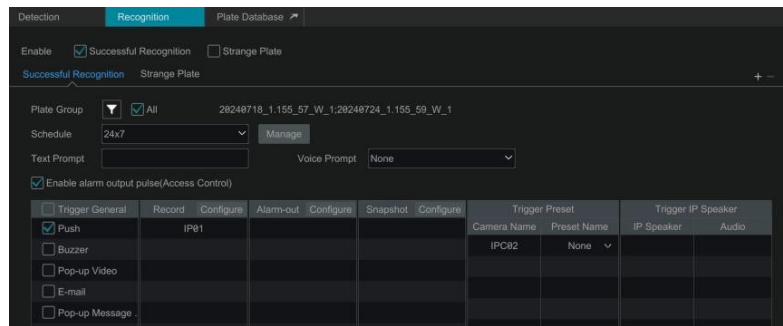 Detection Recognition Plate Database
Enable Successful Recognition Strange Plate
Successful Recognition Strange Plate + −
Plate Group All 20240718_1.155_57_W_1;20240724_1.155_59_W_1
Schedule 24x7 Manage
Text Prompt Voice Prompt None
Enable alarm output pulse(Access Control)
Trigger General Record Configure Alarm-out Configure Snapshot Configure Trigger Preset Trigger IP Speaker
Camera Name Preset Name IP Speaker Audio
Push IP01 IPC02 None
Buzzer
Pop-up Video
E-mail
Pop-up Message .